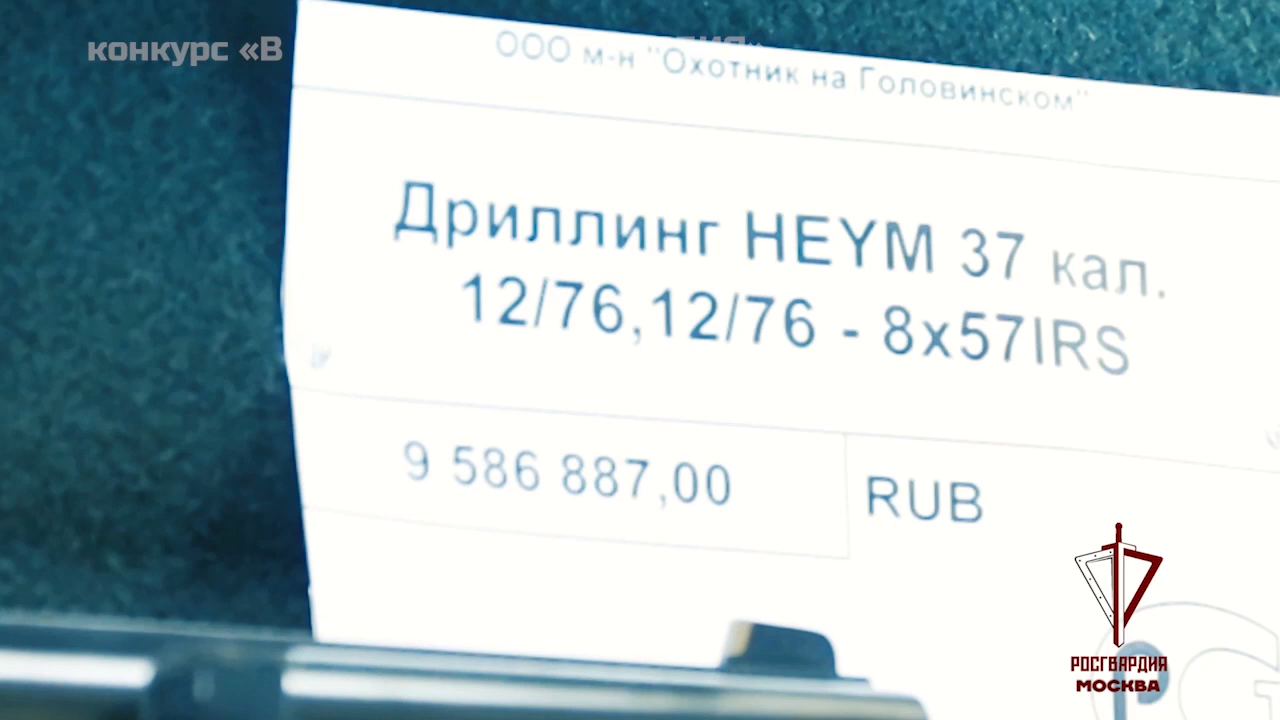 конкурс «В
ООО м-н "Охотник на Головинском"
Дриллинг HEYM 37 кал.
12/76,12/76 - 8x57IRS
9 586 887,00 RUB
РОСГВАРДИЯ
МОСКВА